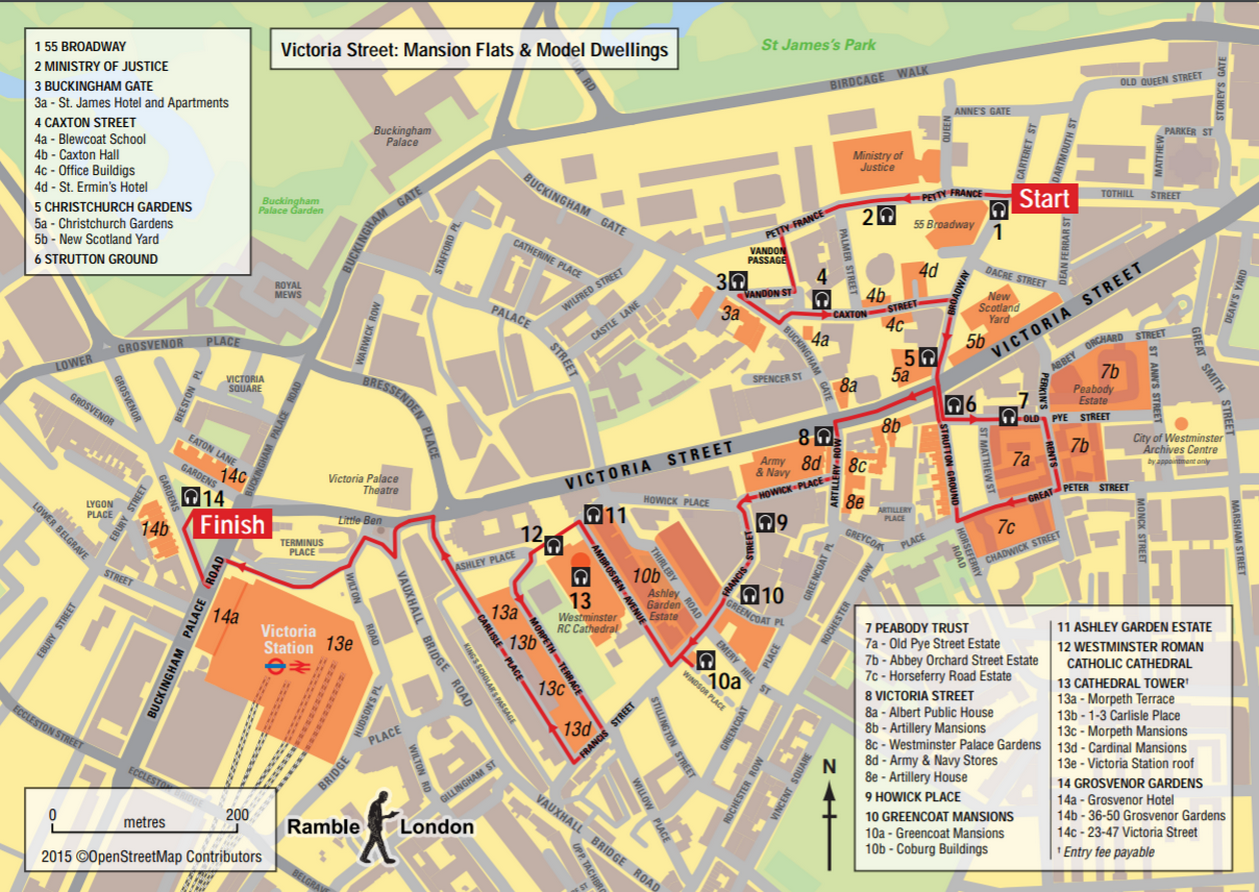 1 55 BROADWAY
2 MINISTRY OF JUSTICE
3 BUCKINGHAM GATE
3a - St. James Hotel and Apartments
4 CAXTON STREET
4a - Blewcoat School
4b - Caxton Hall
4c - Office Buildigs
4d - St. Ermin's Hotel
5 CHRISTCHURCH GARDENS
5a - Christchurch Gardens
5b - New Scotland Yard
6 STRUTTON GROUND
Victoria Street: Mansion Flats & Model Dwellings
St James's Park
BIRDCAGE WALK
OLD QUEEN STREET
STOREY'S GATE
ANNE'S GATE
QUEEN
CARTERET ST
DARTMOUTH ST
MATTHEW
PARKER ST
Buckingham
Palace
Ministry of
Justice
TOTHILL STREET
Start
PETTY FRANCE
PETTY FRANCE
1
2
55 Broadway
Buckingham
Palace Garden
BUCKINGHAM GATE
BUCKINGHAM GATE
STAFFORD PL
CATHERINE PLACE
WILFRED STREET
CASTLE LANE
PALACE
STREET
VANDON
PASSAGE
PALMER STREET
DEAN FARRAR ST
DACRE STREET
BROADWAY
DEAN'S YARD
3
VANDON ST
3a
4
CAXTON STREET
4a
4b
4c
4d
New
Scotland
Yard
5b
VICTORIA STREET
ROYAL
MEWS
WARWICK ROW
BUCKINGHAM GATE
SPENCER ST
5
5a
8a
ABBEY ORCHARD STREET
GREAT SMITH STREET
ST ANN'S STREET
PERKIN'S
RENTS
7b
Peabody
Estate
LOWER GROSVENOR PLACE
GROSVENOR
GROSVENOR
GARDENS
BEESTON PL
VICTORIA
SQUARE
BUCKINGHAM PALACE ROAD
BRESSENDEN PLACE
6
7
OLD PYE STREET
7b
City of Westminster
Archives Centre
by appointment only
EATON LANE
GARDENS
14c
Victoria Palace
Theatre
VICTORIA STREET
8
Army
& Navy
8d
8b
8c
8e
ARTILLERY ROW
STRUTTON GROUND
ST MATTHEW ST
7a
GREAT PETER STREET
7c
CHADWICK STREET
HORSEFERRY
ROAD
MONCK STREET
MARSHAM STREET
HOWICK PLACE
HOWICK PLACE
ARTILLERY
PLACE
GREYCOAT PLACE
GREENCOAT PL
ROCHESTER
ROW
LYGON
PLACE
EBURY STREET
LOWER BELGRAVE
STREET
EBURY STREET
14b
14
Finish
Little Ben
TERMINUS
PLACE
WILTON
ROAD
BUCKINGHAM PALACE ROAD
14a
Victoria
Station
13e
VAUXHALL BRIDGE ROAD
ASHLEY PLACE
12
11
AMBROSDEN AVENUE
13
Westminster
RC Cathedral
THIRLEBY
ROAD
10b
Ashley
Garden
Estate
9
FRANCIS STREET
10
GREENCOAT PL
EMERY HILL ST
10a
WINDSOR PLACE
GREENCOAT
PLACE
13a
13b
13c
13d
CARLISLE PLACE
MORPETH TERRACE
KING'S SCHOLAR'S PASSAGE
FRANCIS STREET
STILLINGTON STREET
GREENCOAT
WILLOW PLACE
ROCHESTER ROW
VINCENT SQUARE
ECCLESTON STREET
ECCLESTON
BRIDGE
PLACE
HUDSON'S PL
WILTON RD
GILLINGHAM ST
VAUXHALL BRIDGE ROAD
UPP TACHBROOK
BELGRAVE
0 200
metres
2015 ©OpenStreetMap Contributors
Ramble London
N
7 PEABODY TRUST
7a - Old Pye Street Estate
7b - Abbey Orchard Street Estate
7c - Horseferry Road Estate
8 VICTORIA STREET
8a - Albert Public House
8b - Artillery Mansions
8c - Westminster Palace Gardens
8d - Army & Navy Stores
8e - Artillery House
9 HOWICK PLACE
10 GREENCOAT MANSIONS
10a - Greencoat Mansions
10b - Coburg Buildings
11 ASHLEY GARDEN ESTATE
12 WESTMINSTER ROMAN
CATHOLIC CATHEDRAL
13 CATHEDRAL TOWER†
13a - Morpeth Terrace
13b - 1-3 Carlisle Place
13c - Morpeth Mansions
13d - Cardinal Mansions
13e - Victoria Station roof
14 GROSVENOR GARDENS
14a - Grosvenor Hotel
14b - 36-50 Grosvenor Gardens
14c - 23-47 Victoria Street
† Entry fee payable